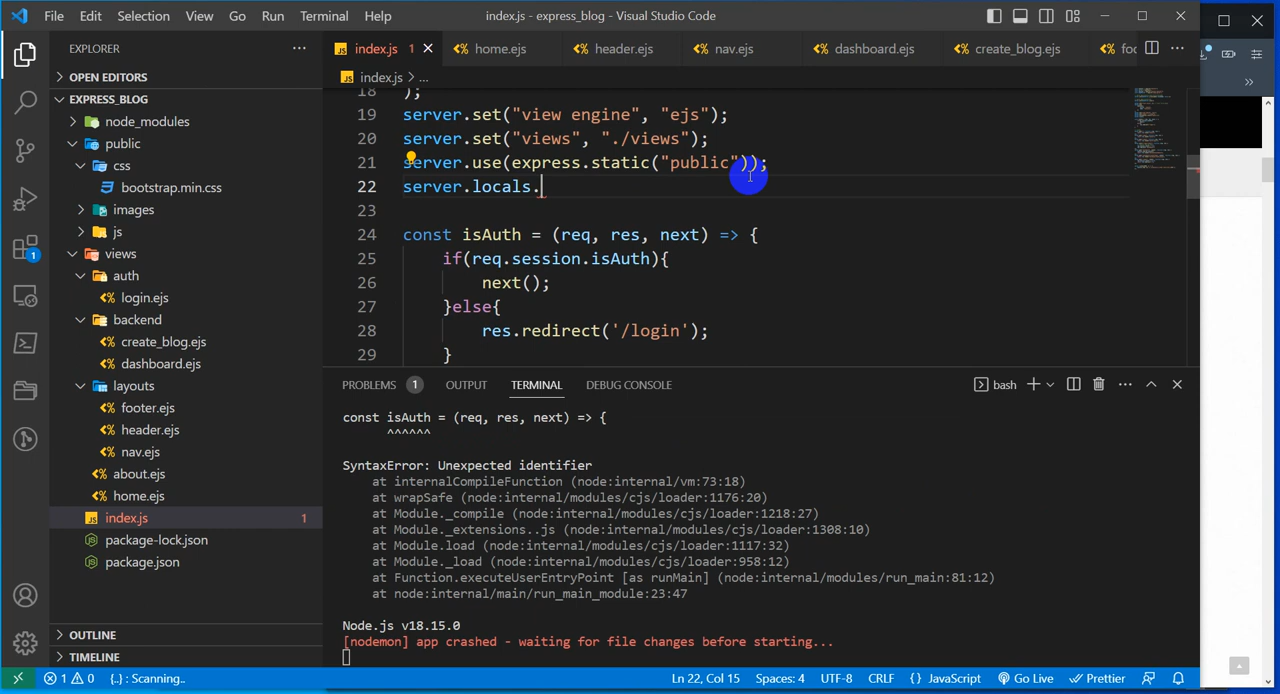 File Edit Selection View Go Run Terminal Help
index.js - express_blog - Visual Studio Code
EXPLORER
OPEN EDITORS
EXPRESS_BLOG
node_modules
public
css
bootstrap.min.css
images
js
views
auth
login.ejs
backend
create_blog.ejs
dashboard.ejs
layouts
footer.ejs
header.ejs
nav.ejs
about.ejs
home.ejs
JS index.js 1
package-lock.json
package.json
OUTLINE
TIMELINE
1
JS index.js 1 home.ejs header.ejs nav.ejs dashboard.ejs create_blog.ejs foo
JS index.js > ...
18 );
19 server.set("view engine", "ejs");
20 server.set("views", "./views");
21 server.use(express.static("public"));
22 server.locals.
23
24 const isAuth = (req, res, next) => {
25 if(req.session.isAuth){
26 next();
27 }else{
28 res.redirect('/login');
29 }
PROBLEMS 1 OUTPUT TERMINAL DEBUG CONSOLE
bash
const isAuth = (req, res, next) => {
^^^^^^
SyntaxError: Unexpected identifier
at internalCompileFunction (node:internal/vm:73:18)
at wrapSafe (node:internal/modules/cjs/loader:1176:20)
at Module._compile (node:internal/modules/cjs/loader:1218:27)
at Module._extensions..js (node:internal/modules/cjs/loader:1308:10)
at Module.load (node:internal/modules/cjs/loader:1117:32)
at Module._load (node:internal/modules/cjs/loader:958:12)
at Function.executeUserEntryPoint [as runMain] (node:internal/modules/run_main:81:12)
at node:internal/main/run_main_module:23:47
Node.js v18.15.0
[nodemon] app crashed - waiting for file changes before starting...
1 0 {..} : Scanning.. Ln 22, Col 15 Spaces: 4 UTF-8 CRLF {} JavaScript Go Live Prettier